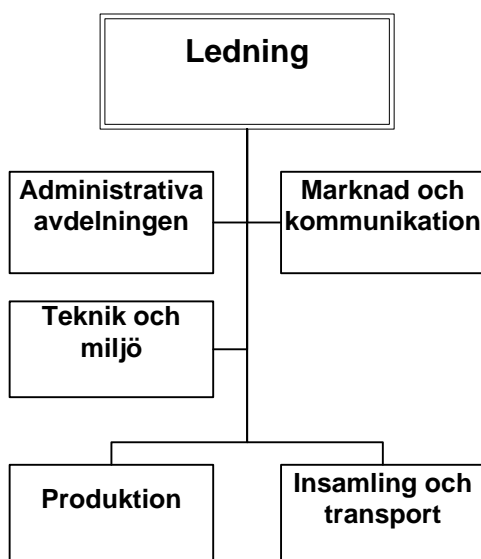 Ledning
Administrativa
avdelningen
Marknad och
kommunikation
Teknik och
miljö
Produktion
Insamling och
transport